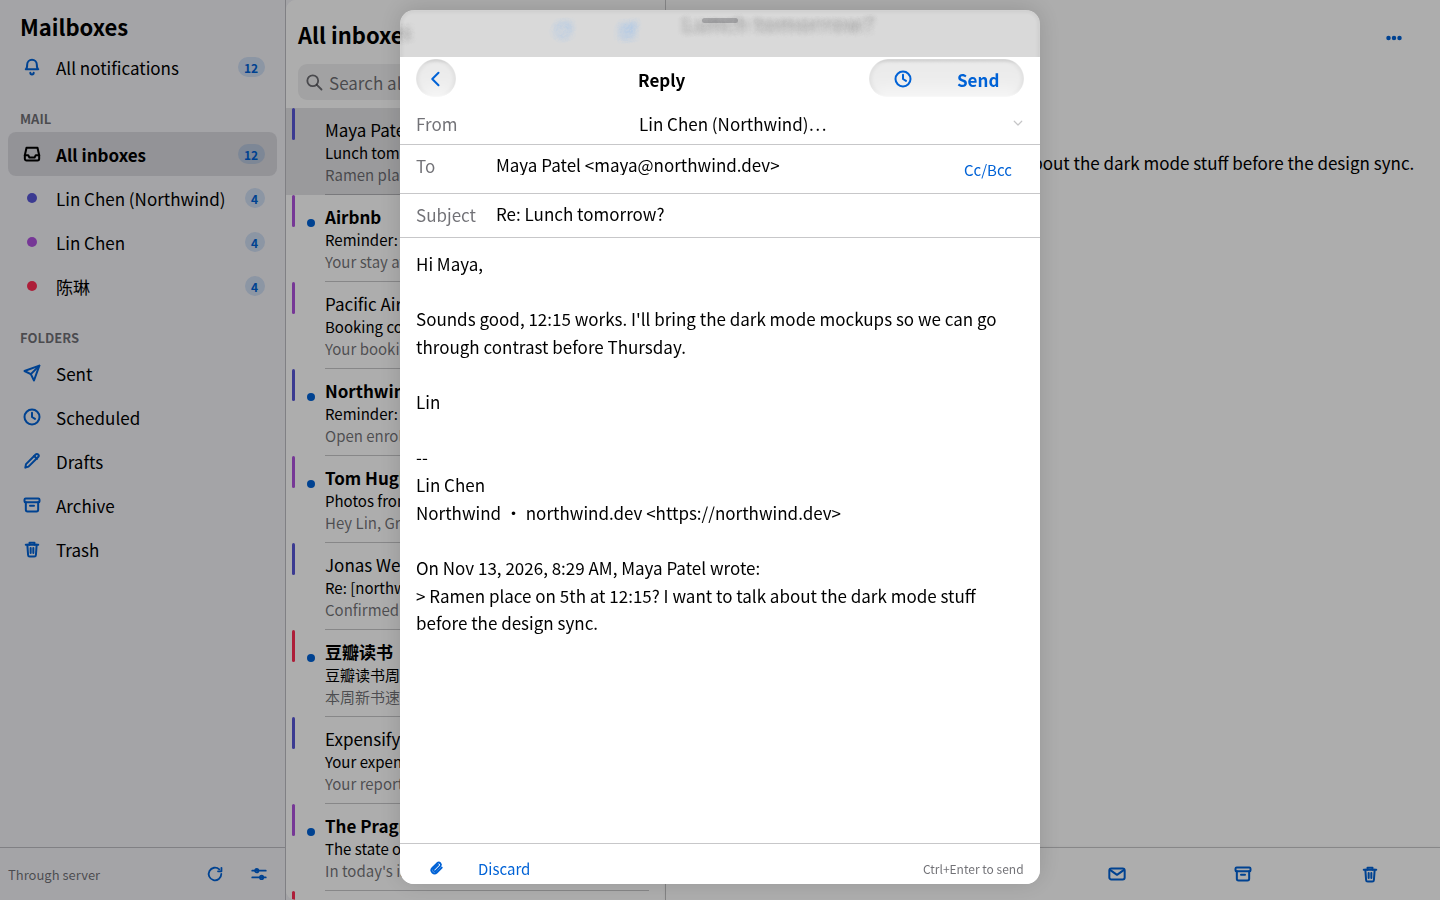 Mailboxes
All notifications 12
MAIL
All inboxes 12
Lin Chen (Northwind) 4
Lin Chen 4
陈琳 4
FOLDERS
Sent
Scheduled
Drafts
Archive
Trash
Through server
All inboxes
Search al
Maya Pate
Lunch tom
Ramen pla
Airbnb
Reminder:
Your stay a
Pacific Air
Booking co
Your booki
Northwin
Reminder:
Open enro
Tom Hug
Photos fro
Hey Lin, Gr
Jonas We
Re: [northw
Confirmed
豆瓣读书
豆瓣读书周
本周新书速
Expensify
Your expen
Your report
The Prag
The state o
In today's i
Lunch tomorrow?
out the dark mode stuff before the design sync.
Reply
Send
From Lin Chen (Northwind)…
To Maya Patel <maya@northwind.dev> Cc/Bcc
Subject Re: Lunch tomorrow?
Hi Maya,
Sounds good, 12:15 works. I'll bring the dark mode mockups so we can go
through contrast before Thursday.
Lin
--
Lin Chen
Northwind · northwind.dev <https://northwind.dev>
On Nov 13, 2026, 8:29 AM, Maya Patel wrote:
> Ramen place on 5th at 12:15? I want to talk about the dark mode stuff
before the design sync.
Discard
Ctrl+Enter to send